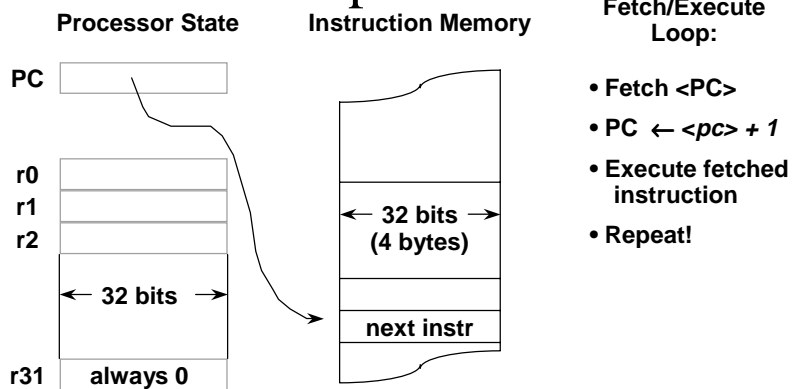 Processor State
Instruction Memory
Fetch/Execute
Loop:
PC
r0
r1
r2
32 bits
r31
always 0
32 bits
(4 bytes)
next instr
• Fetch <PC>
• PC ← <pc> + 1
• Execute fetched
instruction
• Repeat!